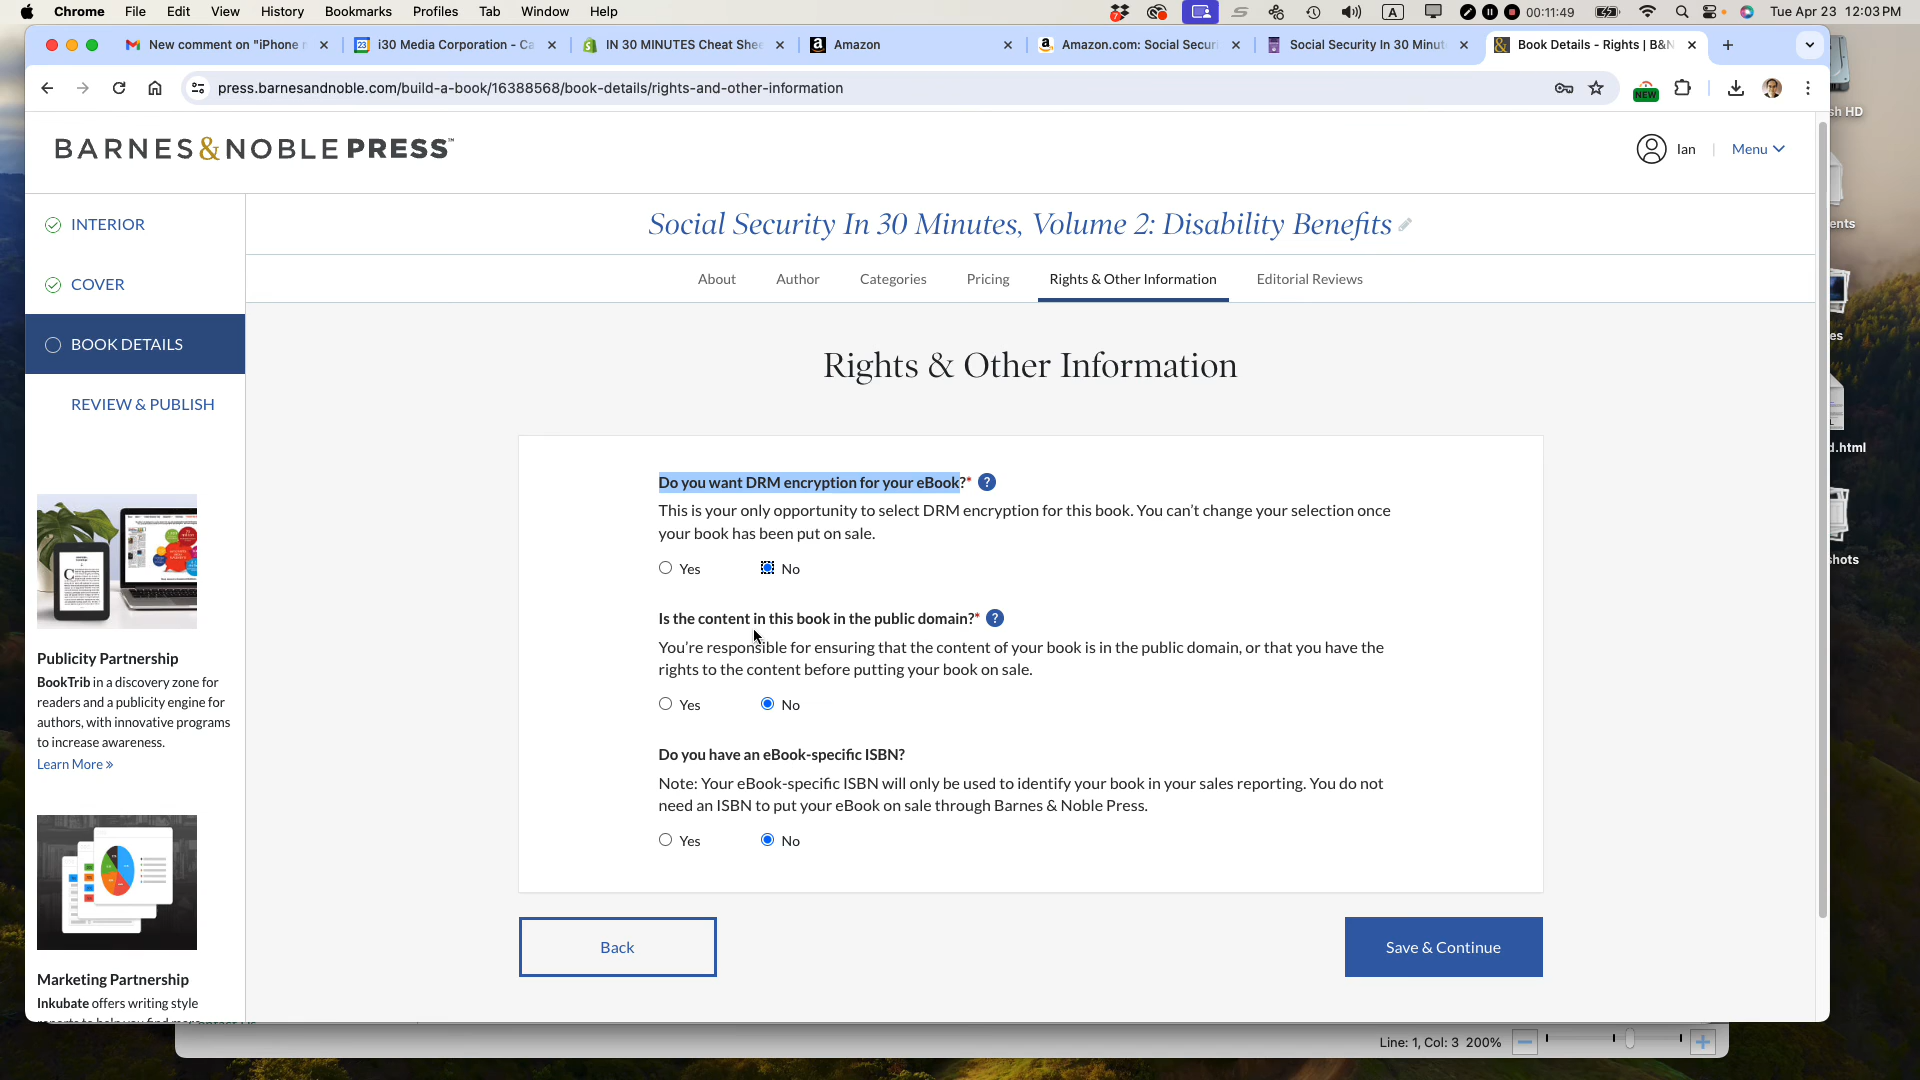 Chrome File Edit View History Bookmarks Profiles Tab Window Help
7 A 00:11:49 Tue Apr 23 12:03 PM
New comment on "iPhone
i30 Media Corporation - Ca
IN 30 MINUTES Cheat Shee
Amazon
Amazon.com: Social Securi
Social Security In 30 Minut
Book Details - Rights | B&N
press.barnesandnoble.com/build-a-book/16388568/book-details/rights-and-other-information
NEW
BARNES&NOBLE PRESS™
Ian
Menu
INTERIOR
COVER
BOOK DETAILS
REVIEW & PUBLISH
Publicity Partnership
BookTrib in a discovery zone for
readers and a publicity engine for
authors, with innovative programs
to increase awareness.
Learn More »
Marketing Partnership
Inkubate offers writing style
Social Security In 30 Minutes, Volume 2: Disability Benefits
About Author Categories Pricing Rights & Other Information Editorial Reviews
Rights & Other Information
Do you want DRM encryption for your eBook?* ?
This is your only opportunity to select DRM encryption for this book. You can’t change your selection once
your book has been put on sale.
Yes No
Is the content in this book in the public domain?* ?
You’re responsible for ensuring that the content of your book is in the public domain, or that you have the
rights to the content before putting your book on sale.
Yes No
Do you have an eBook-specific ISBN?
Note: Your eBook-specific ISBN will only be used to identify your book in your sales reporting. You do not
need an ISBN to put your eBook on sale through Barnes & Noble Press.
Yes No
Back
Save & Continue
sh HD
ents
es
d.html
shots
Line: 1, Col: 3 200%